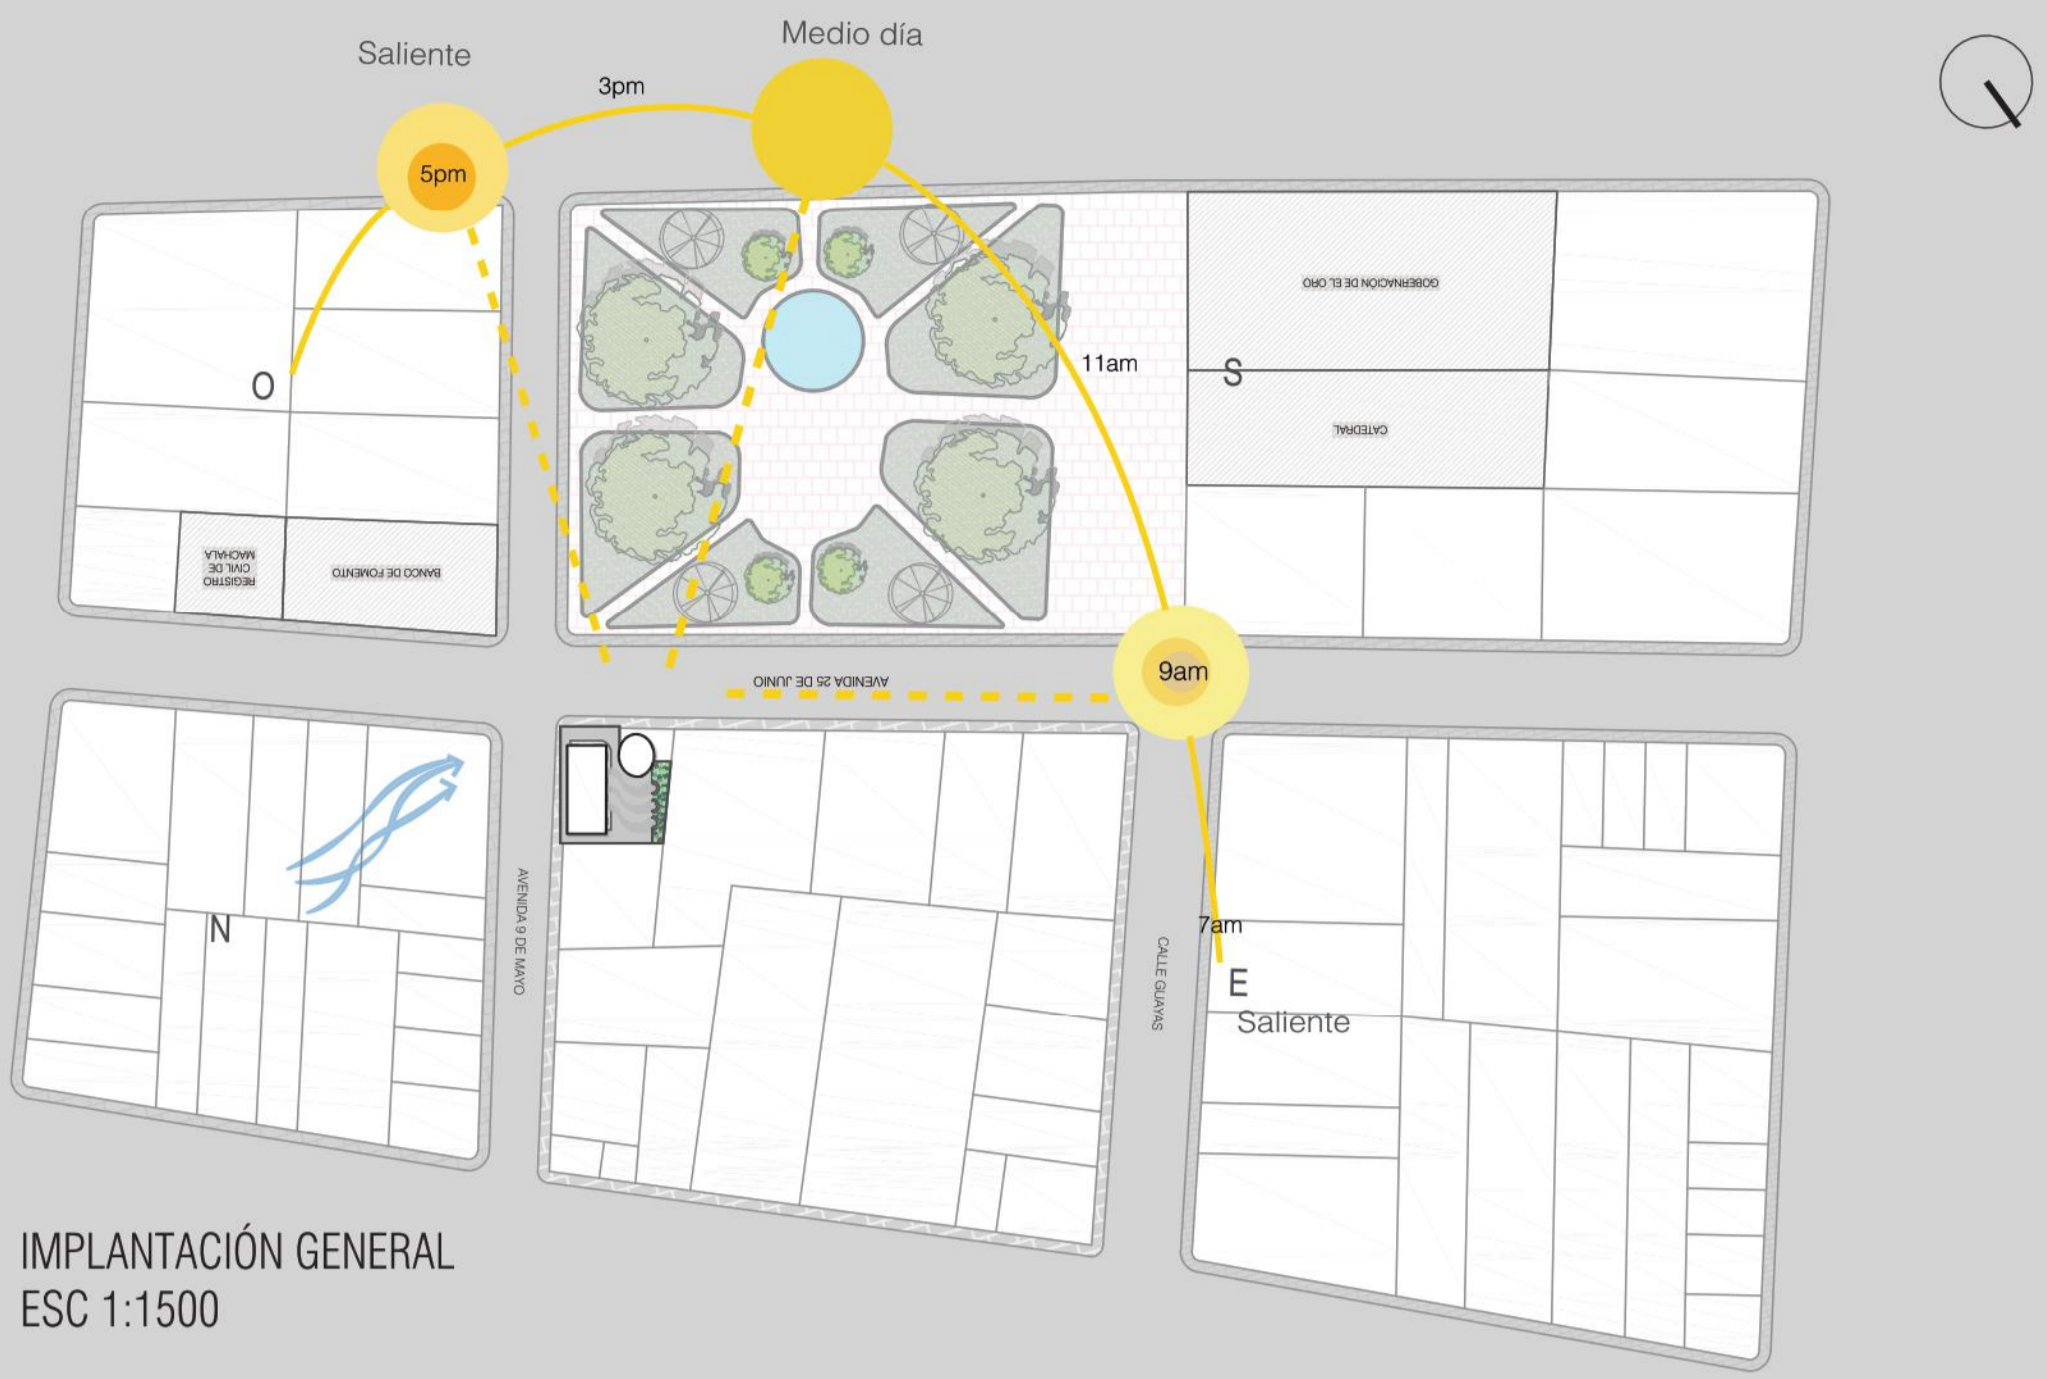 Medio día
Saliente
3pm
5pm
GOBERNACIÓN DE EL ORO
11am
S
O
CATEDRAL
REGISTRO
CIVIL DE
MACHALA
BANCO DE FOMENTO
9am
AVENIDA 25 DE JUNIO
N
AVENIDA 9 DE MAYO
7am
CALLE GUAYAS
E
Saliente
IMPLANTACIÓN GENERAL
ESC 1:1500